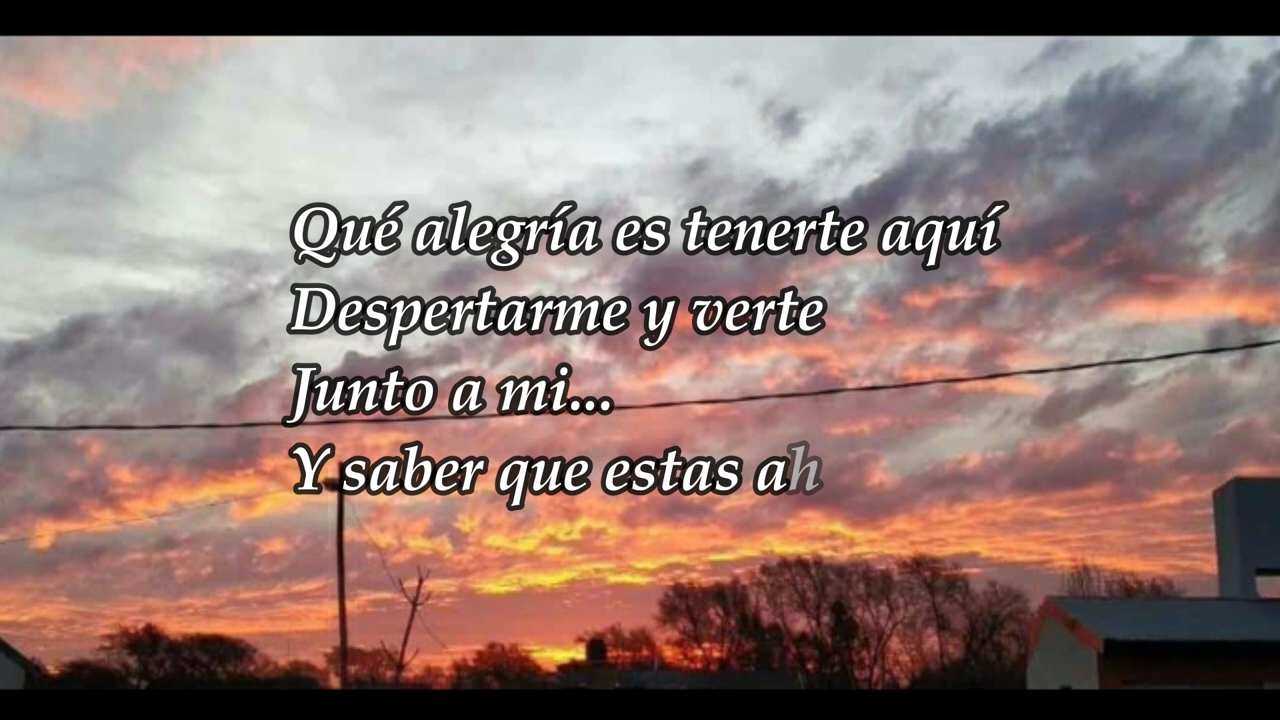 Qué alegría es tenerte aquí
Despertarme y verte
Junto a mi...
Y saber que estas ah